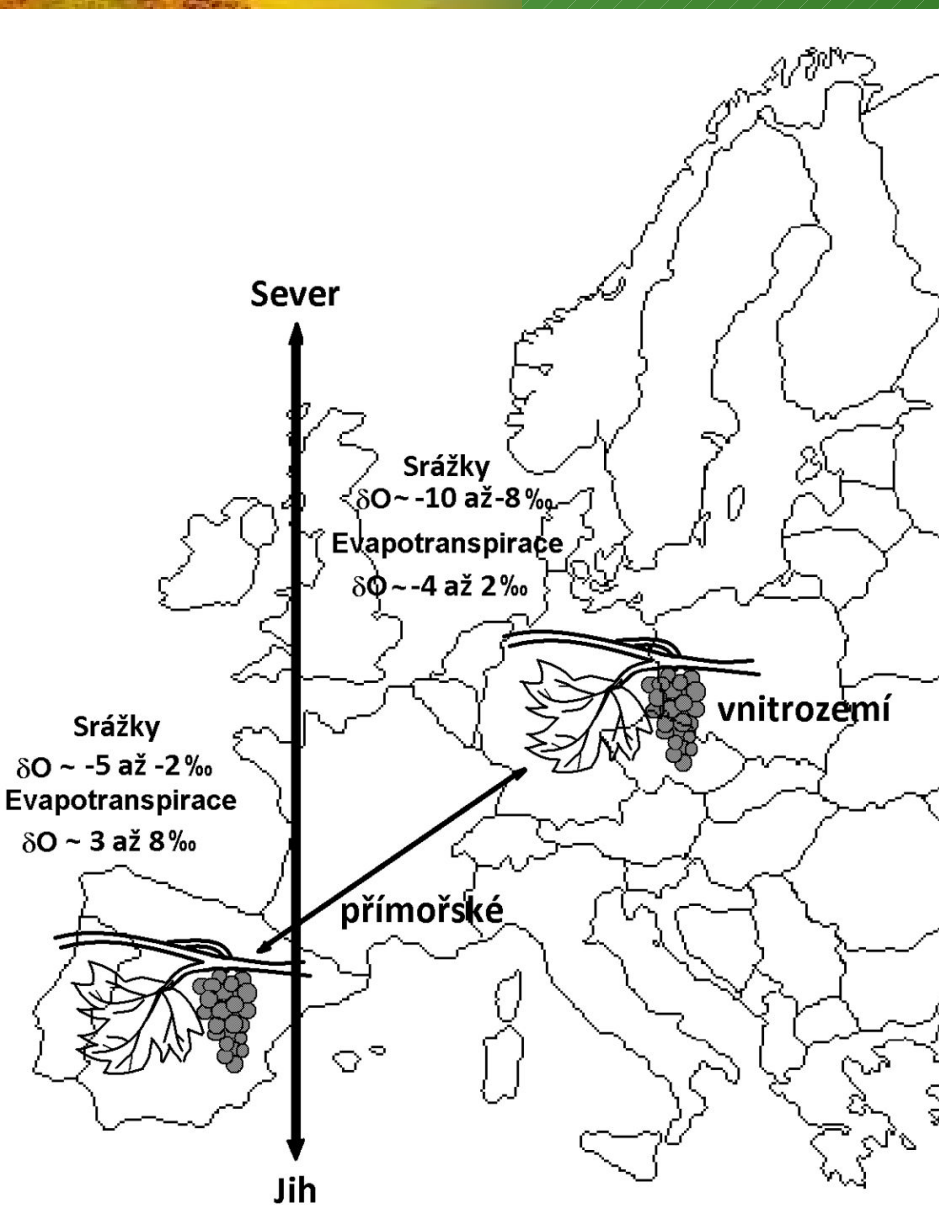 Sever
Srážky
δO~ -10 až-8‰
Evapotranspirace
δO~-4 až 2‰
vnitrozemí
Srážky
δO ~ -5 až -2‰
Evapotranspirace
δO ~ 3 až 8‰
přímořské
Jih